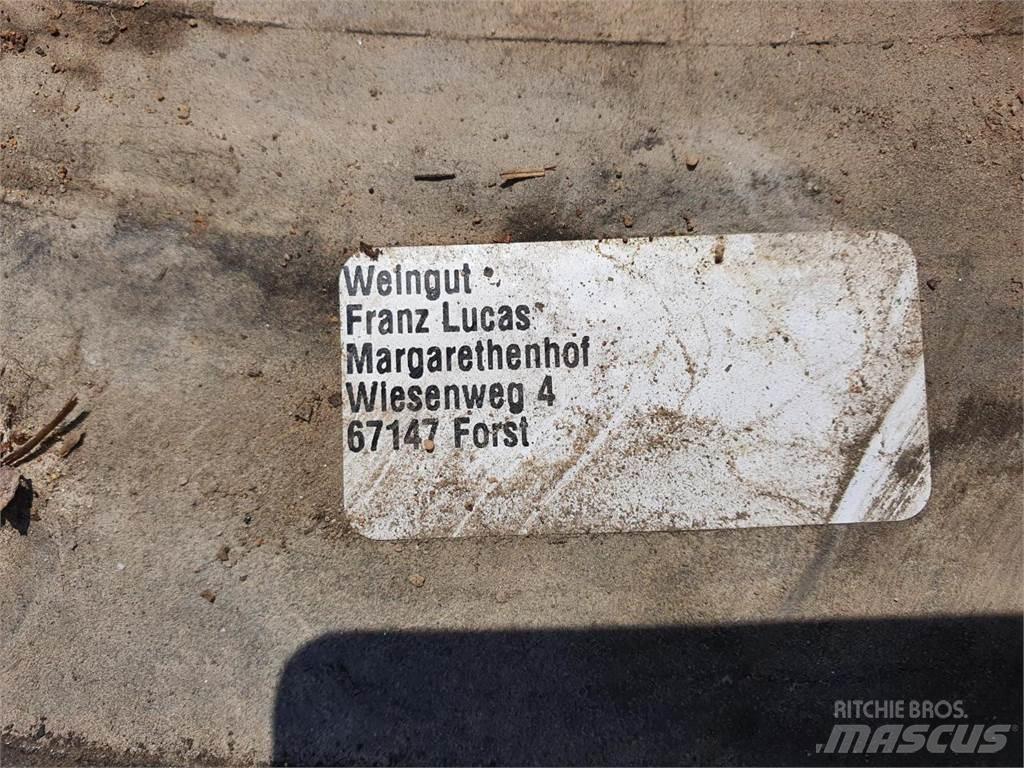 Weingut
Franz Lucas
Margarethenhof
Wiesenweg 4
67147 Forst
RITCHIE BROS.
MASCUS